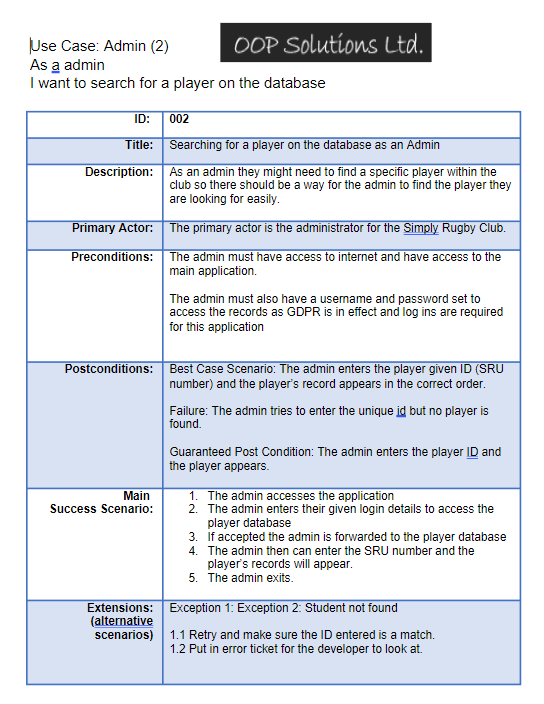 Use Case: Admin (2)
OOP Solutions Ltd.
As a admin
I want to search for a player on the database
ID: 002
Title: Searching for a player on the database as an Admin
Description: As an admin they might need to find a specific player within the
club so there should be a way for the admin to find the player they
are looking for easily.
Primary Actor: The primary actor is the administrator for the Simply Rugby Club.
Preconditions: The admin must have access to internet and have access to the
main application.
The admin must also have a username and password set to
access the records as GDPR is in effect and log ins are required
for this application
Postconditions: Best Case Scenario: The admin enters the player given ID (SRU
number) and the player's record appears in the correct order.
Failure: The admin tries to enter the unique id but no player is
found.
Guaranteed Post Condition: The admin enters the player ID and
the player appears.
Main
Success Scenario:
1. The admin accesses the application
2. The admin enters their given login details to access the
player database
3. If accepted the admin is forwarded to the player database
4. The admin then can enter the SRU number and the
player's records will appear.
5. The admin exits.
Extensions:
(alternative
scenarios)
Exception 1: Exception 2: Student not found
1.1 Retry and make sure the ID entered is a match.
1.2 Put in error ticket for the developer to look at.